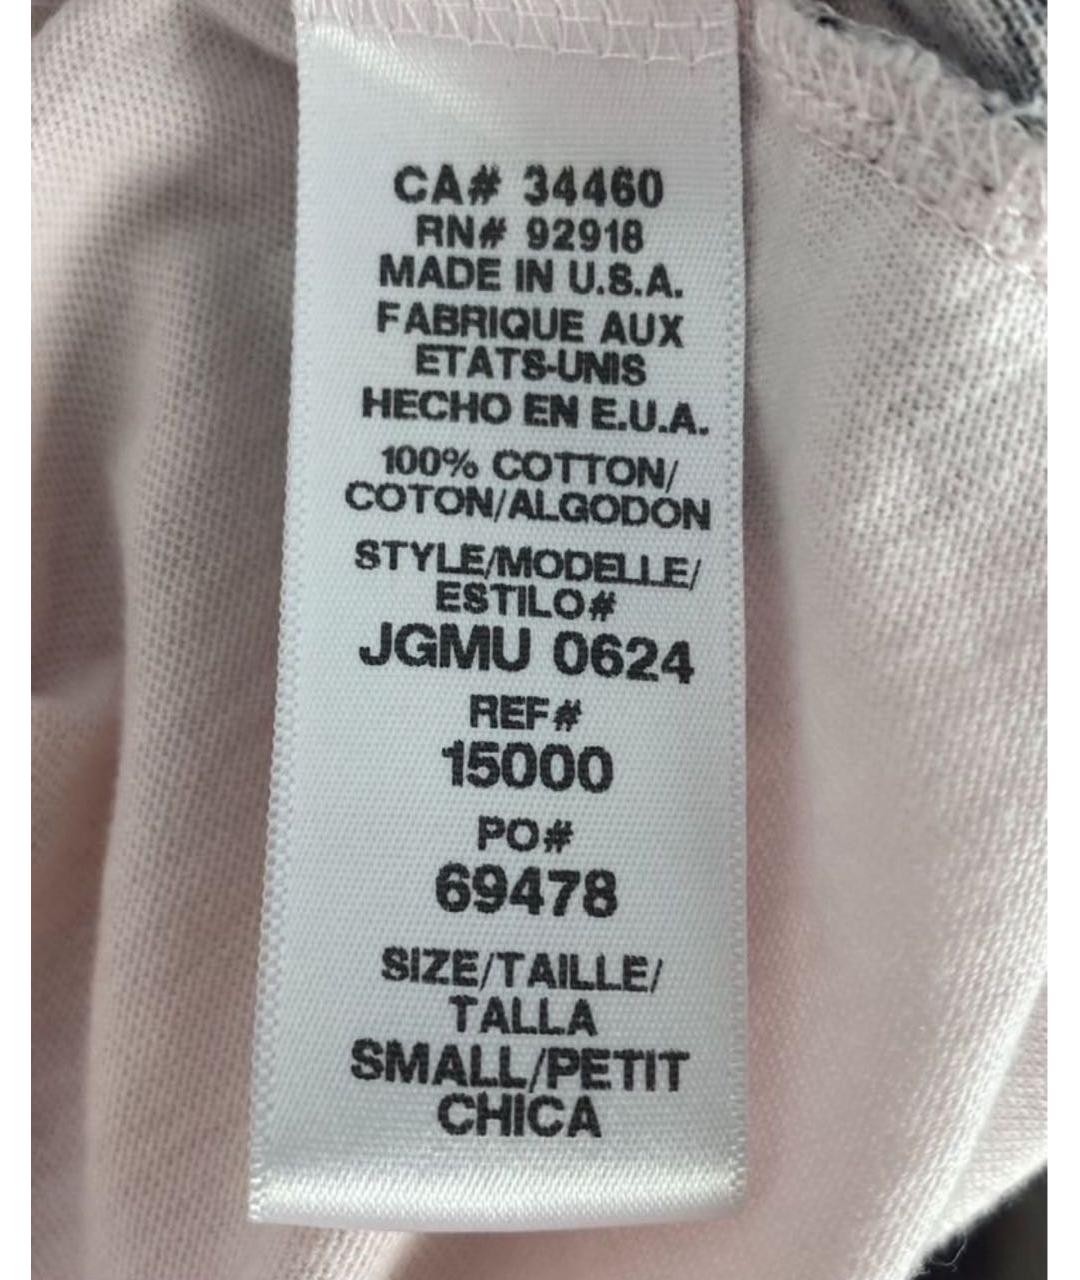 CA# 34460
RN# 92918
MADE IN U.S.A.
FABRIQUE AUX
ETATS-UNIS
HECHO EN E.U.A.
100% COTTON/
COTON/ALGODON
STYLE/MODELLE/
ESTILO#
JGMU 0624
REF#
15000
PO#
69478
SIZE/TAILLE/
TALLA
SMALL/PETIT
CHICA